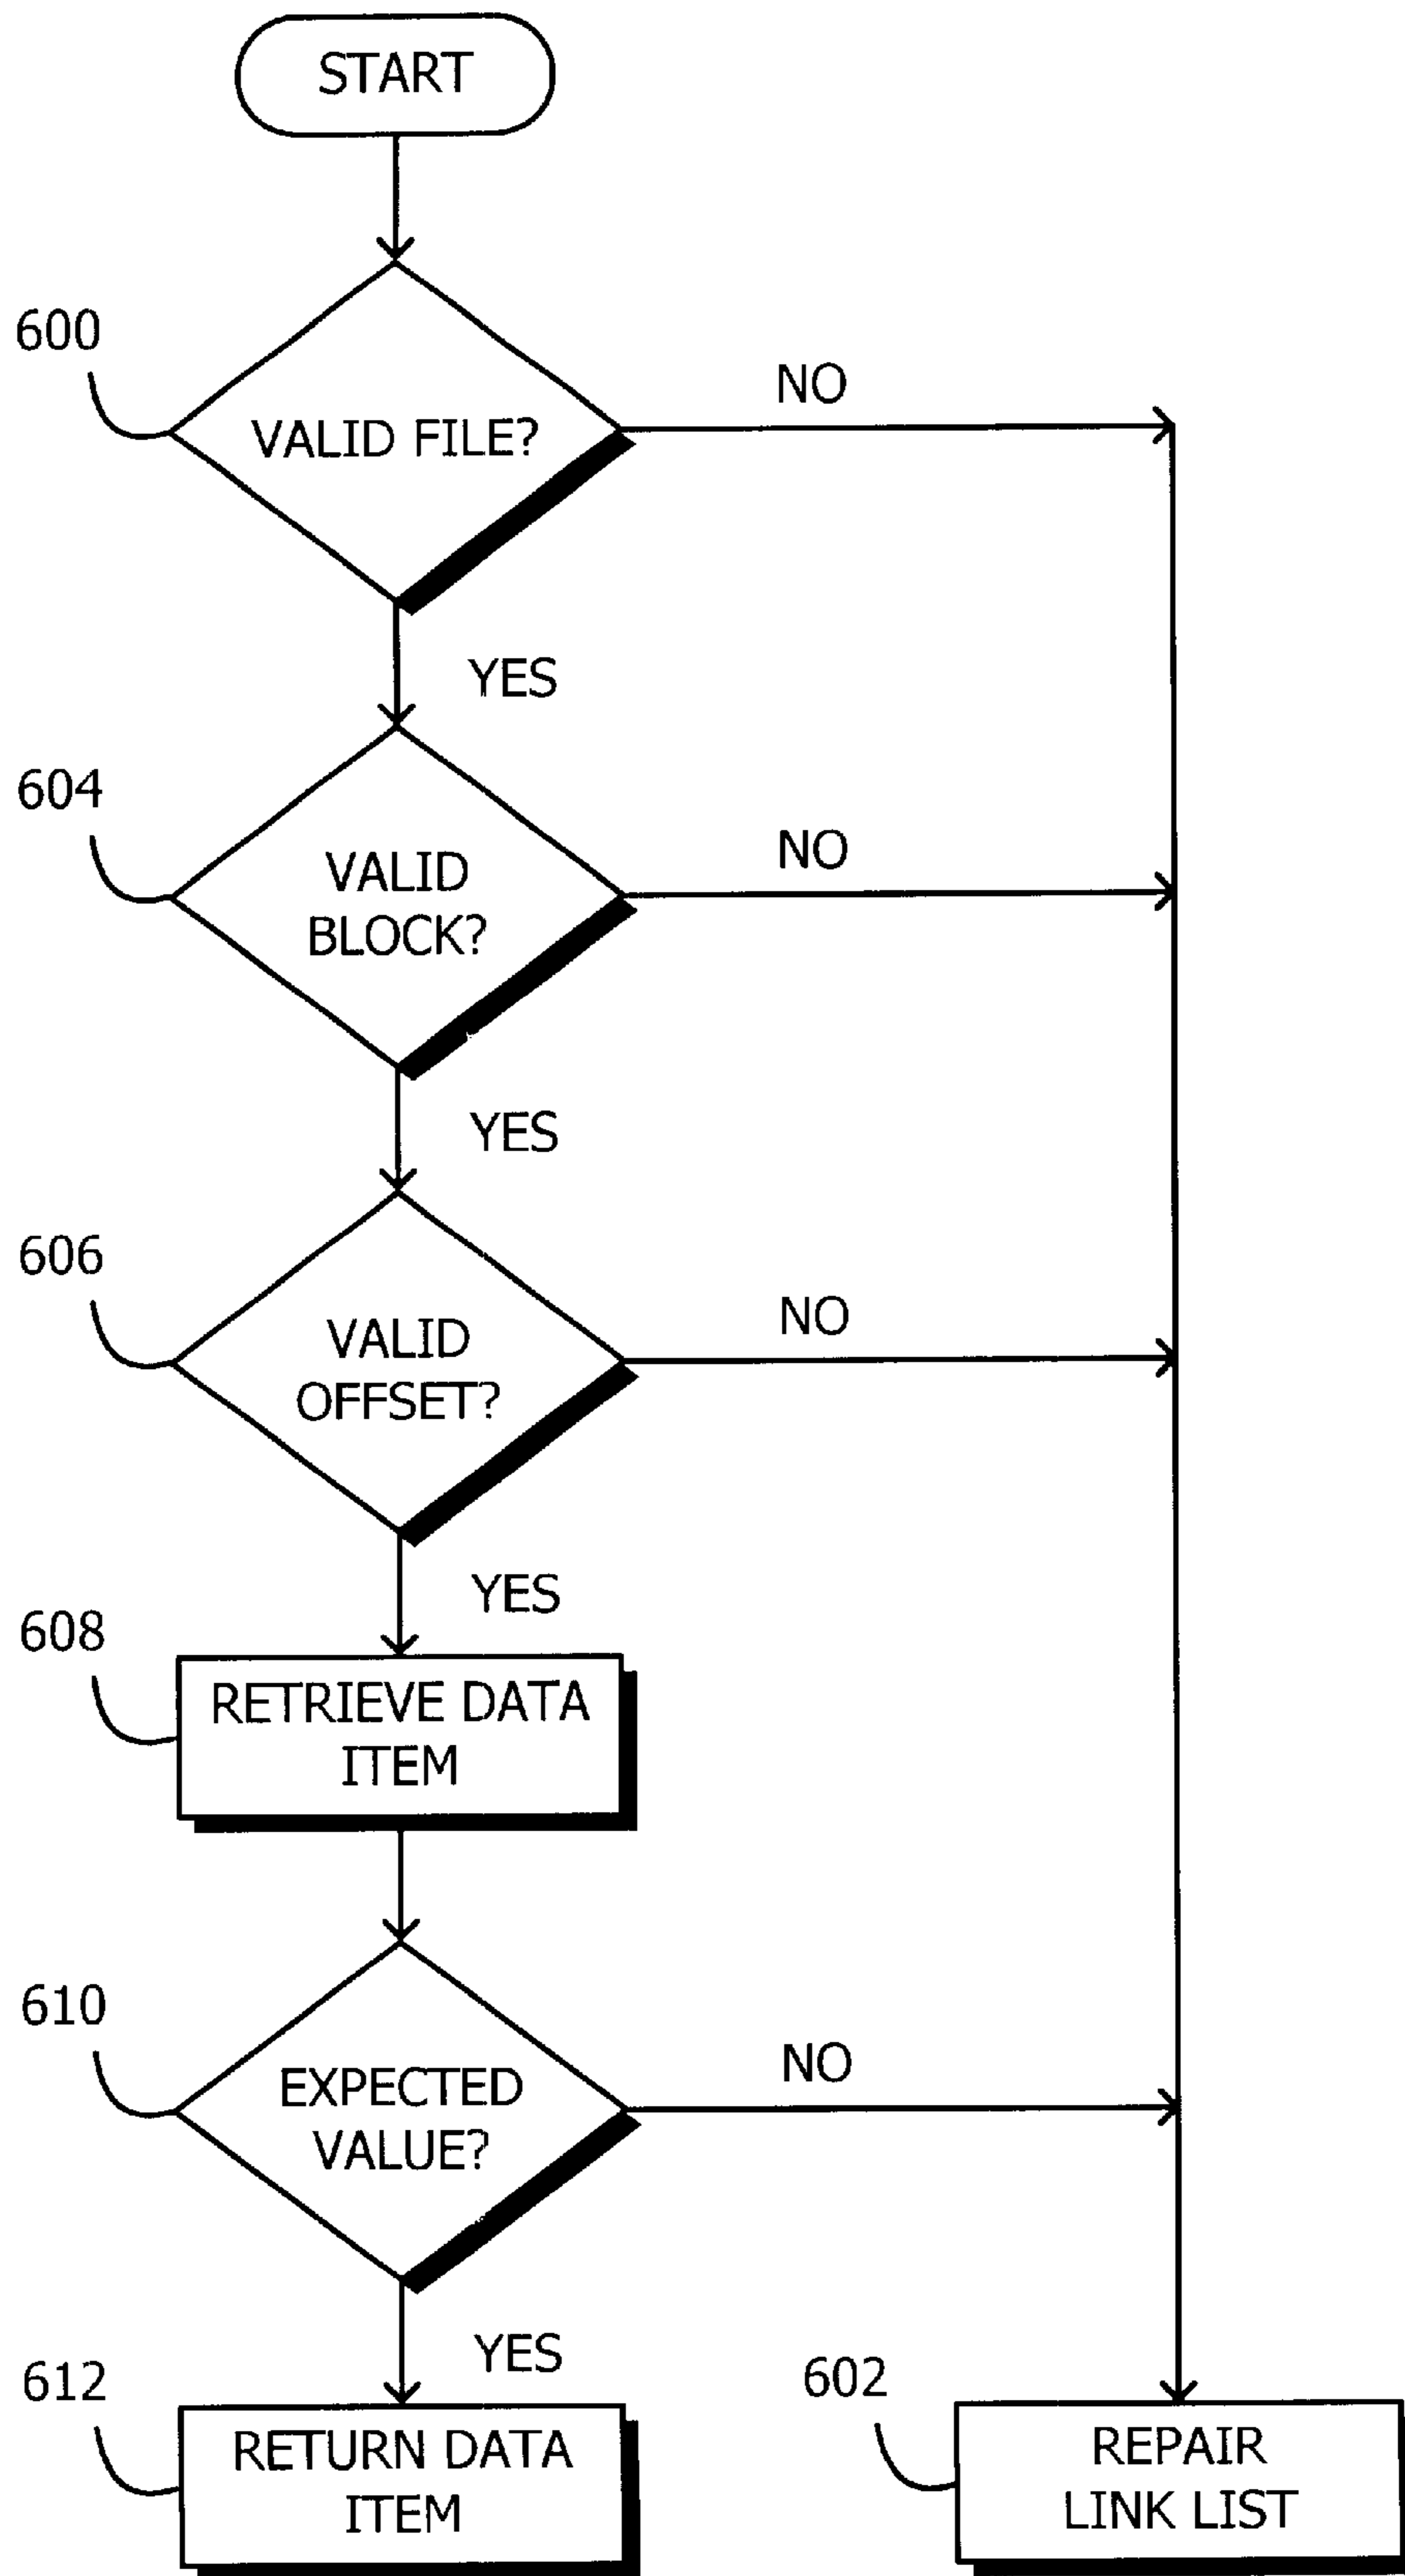 START
600
VALID FILE?
NO
YES
604
VALID
BLOCK?
NO
YES
606
VALID
OFFSET?
NO
YES
608
RETRIEVE DATA
ITEM
610
EXPECTED
VALUE?
NO
YES
612
RETURN DATA
ITEM
602
REPAIR
LINK LIST